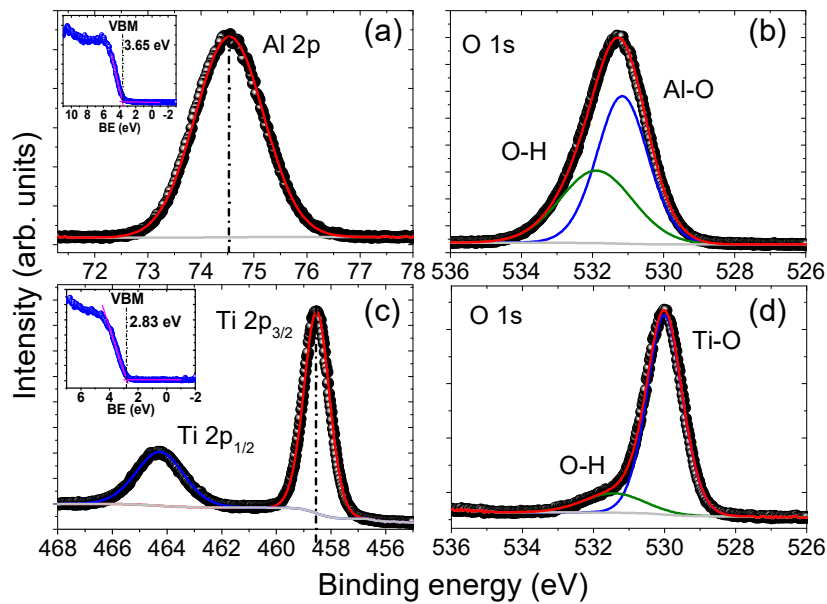 VBM
3.65 eV
10 8 6 4 2 0 -2
BE (eV)
Al 2p
(a)
72 73 74 75 76 77 78
O 1s
(b)
Al-O
O-H
536 534 532 530 528 526
VBM
2.83 eV
6 4 2 0 -2
BE (eV)
Ti 2p3/2
(c)
Ti 2p1/2
468 466 464 462 460 458 456
O 1s
(d)
Ti-O
O-H
536 534 532 530 528 526
Intensity (arb. units)
Binding energy (eV)